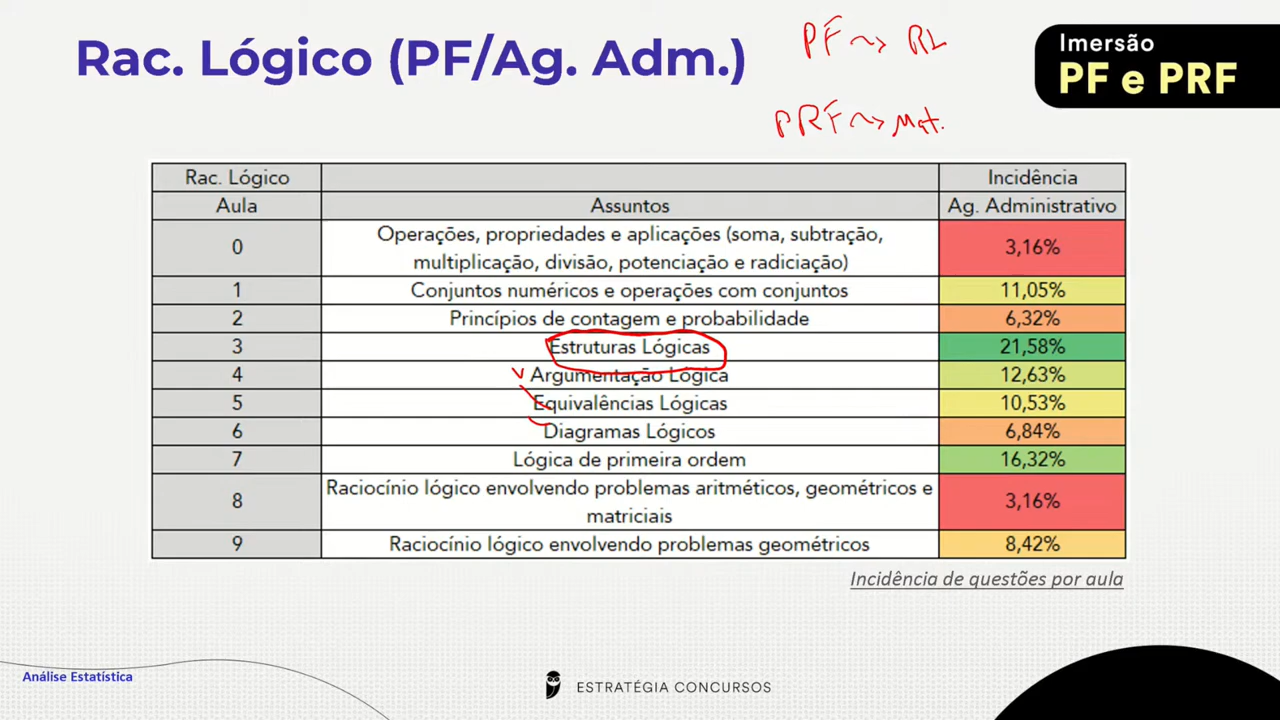 Rac. Lógico (PF/Ag. Adm.)
PF ~> RL
PRF ~> Mat.
Imersão
PF e PRF
Rac. Lógico Incidência
Aula Assuntos Ag. Administrativo
0 Operações, propriedades e aplicações (soma, subtração, 3,16%
multiplicação, divisão, potenciação e radiciação)
1 Conjuntos numéricos e operações com conjuntos 11,05%
2 Princípios de contagem e probabilidade 6,32%
3 Estruturas Lógicas 21,58%
4 Argumentação Lógica 12,63%
5 Equivalências Lógicas 10,53%
6 Diagramas Lógicos 6,84%
7 Lógica de primeira ordem 16,32%
8 Raciocínio lógico envolvendo problemas aritméticos, geométricos e 3,16%
matriciais
9 Raciocínio lógico envolvendo problemas geométricos 8,42%
Incidência de questões por aula
Análise Estatística
ESTRATÉGIA CONCURSOS